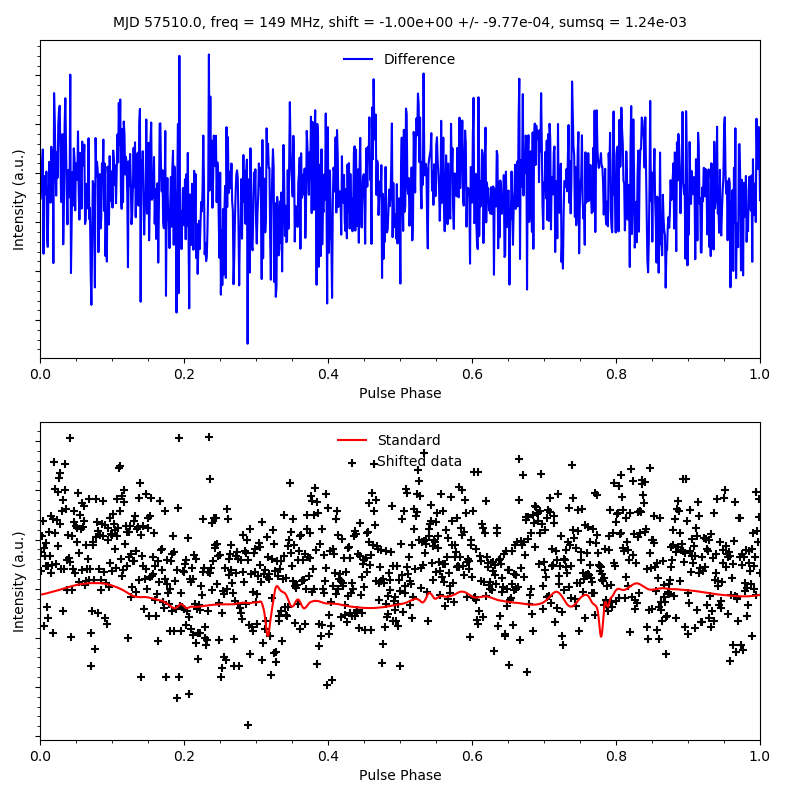 MJD 57510.0, freq = 149 MHz, shift = -1.00e+00 +/- -9.77e-04, sumsq = 1.24e-03
Difference
Intensity (a.u.)
0.0 0.2 0.4 0.6 0.8 1.0
Pulse Phase
Standard
Shifted data
Intensity (a.u.)
0.0 0.2 0.4 0.6 0.8 1.0
Pulse Phase